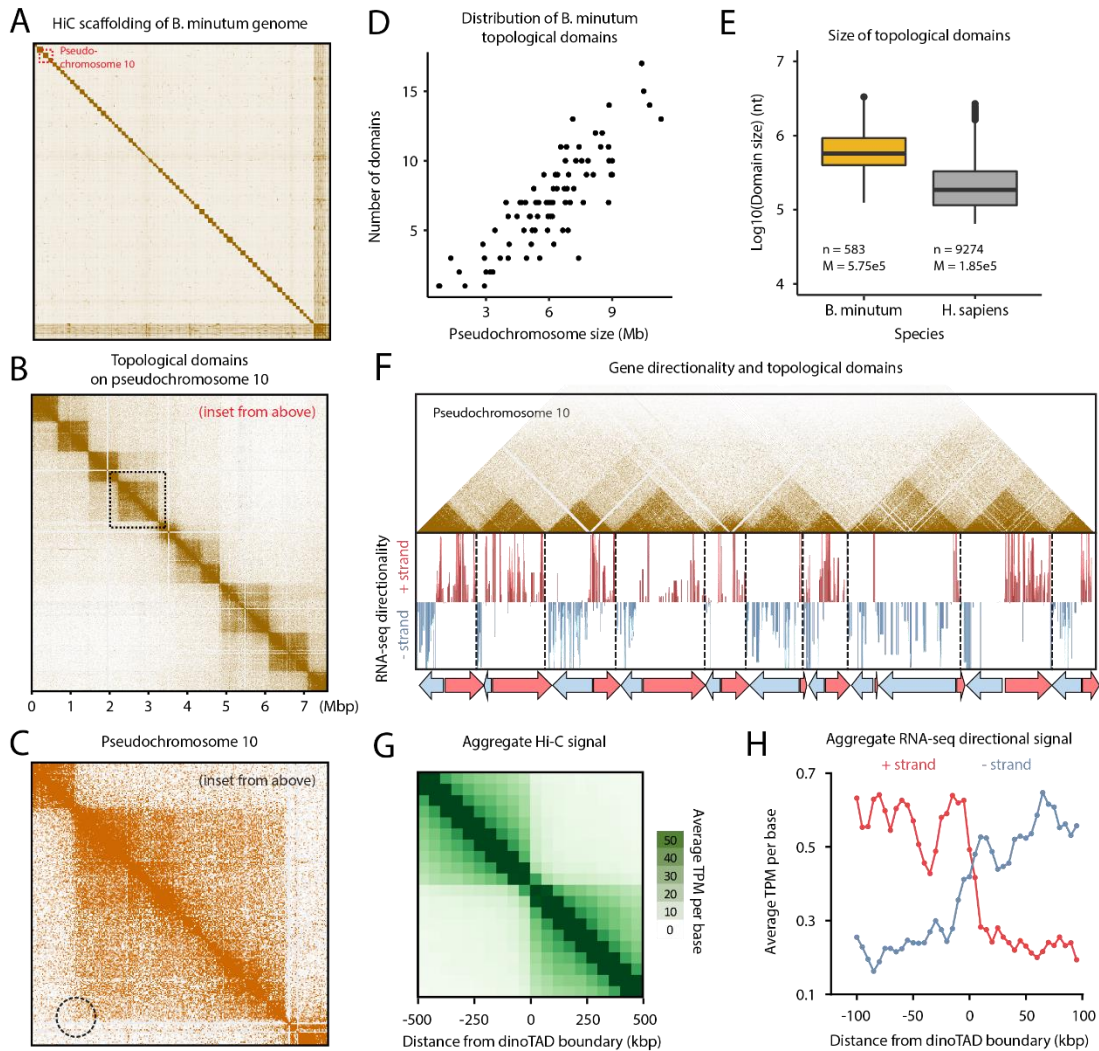 A
HiC scaffolding of B. minutum genome
Pseudo-
chromosome 10
B
Topological domains
on pseudochromosome 10
(inset from above)
0 1 2 3 4 5 6 7 (Mbp)
C
Pseudochromosome 10
(inset from above)
D
Distribution of B. minutum
topological domains
Number of domains
15
10
5
3 6 9
Pseudochromosome size (Mb)
E
Size of topological domains
Log10(Domain size) (nt)
7
6
5
4
n = 583
M = 5.75e5
n = 9274
M = 1.85e5
B. minutum H. sapiens
Species
F
Gene directionality and topological domains
Pseudochromosome 10
RNA-seq directionality
+ strand
- strand
G
Aggregate Hi-C signal
50
40
30
20
10
0
Average TPM per base
-500 -250 0 250 500
Distance from dinoTAD boundary (kbp)
H
Aggregate RNA-seq directional signal
+ strand - strand
Average TPM per base
0.7
0.5
0.3
0.1
-100 -50 0 50 100
Distance from dinoTAD boundary (kbp)